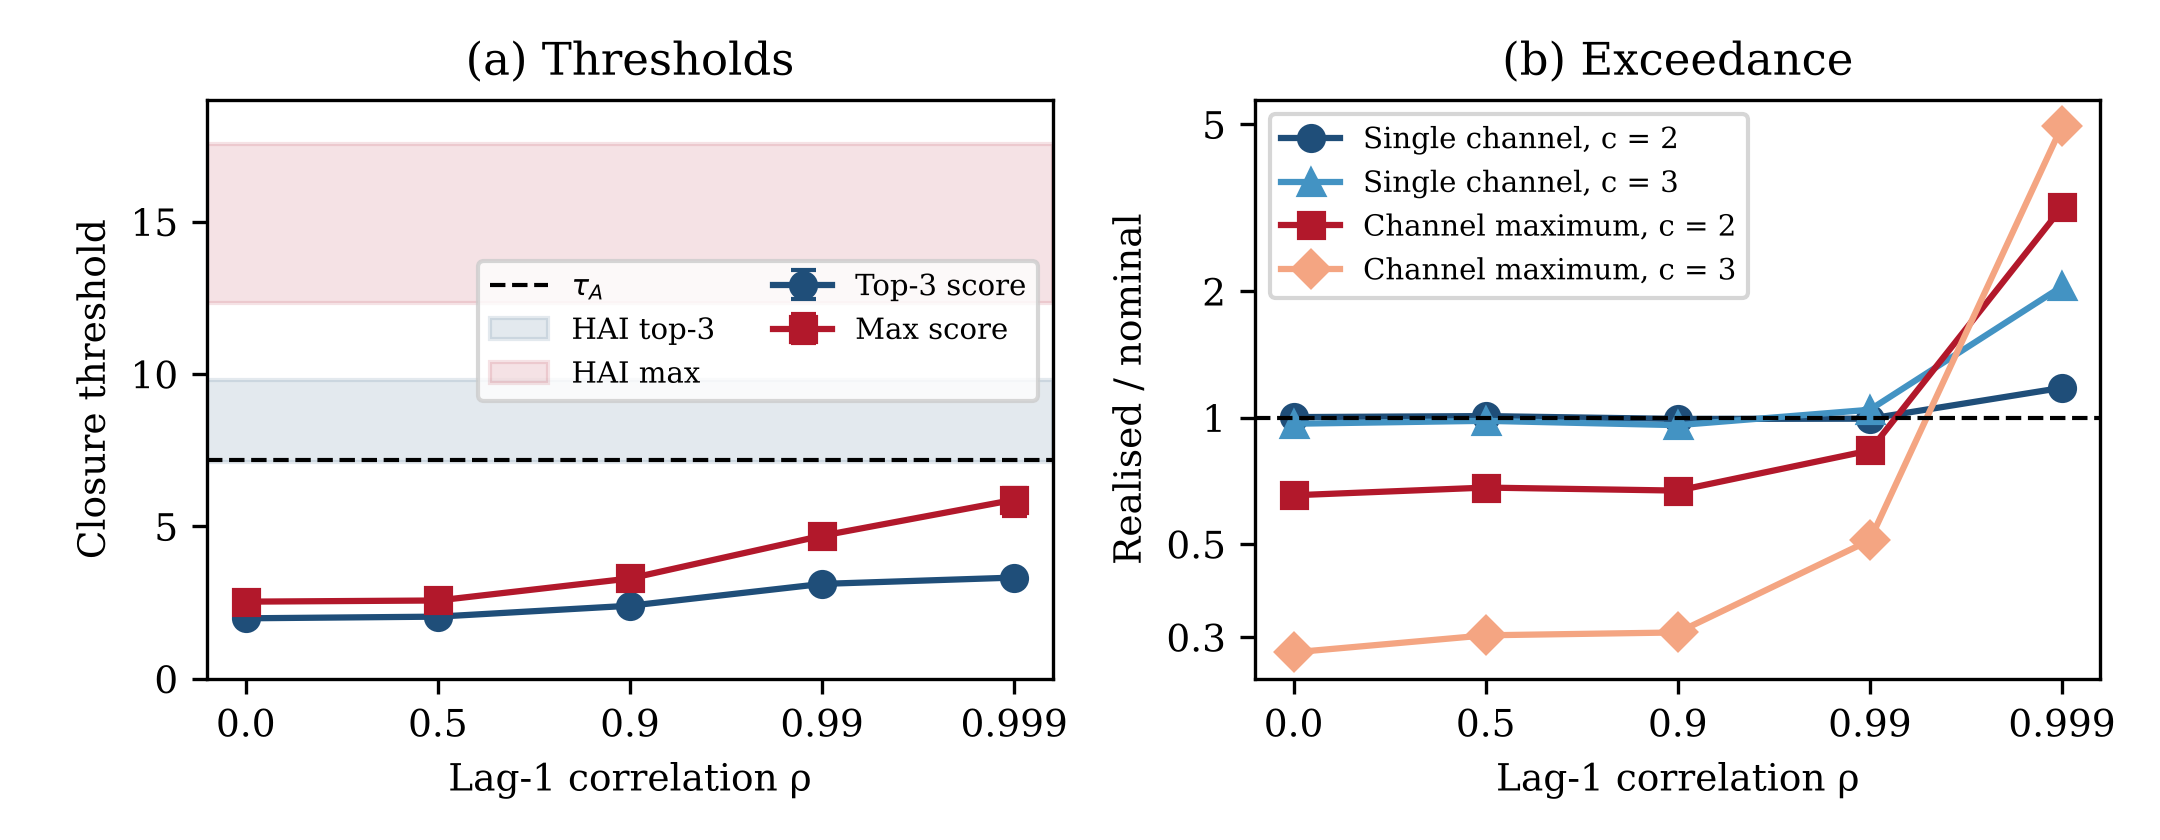 (a) Thresholds
Closure threshold
15
10
5
0
τA
HAI top-3
HAI max
Top-3 score
Max score
0.0 0.5 0.9 0.99 0.999
Lag-1 correlation ρ
(b) Exceedance
Realised / nominal
5
2
1
0.5
0.3
Single channel, c = 2
Single channel, c = 3
Channel maximum, c = 2
Channel maximum, c = 3
0.0 0.5 0.9 0.99 0.999
Lag-1 correlation ρ